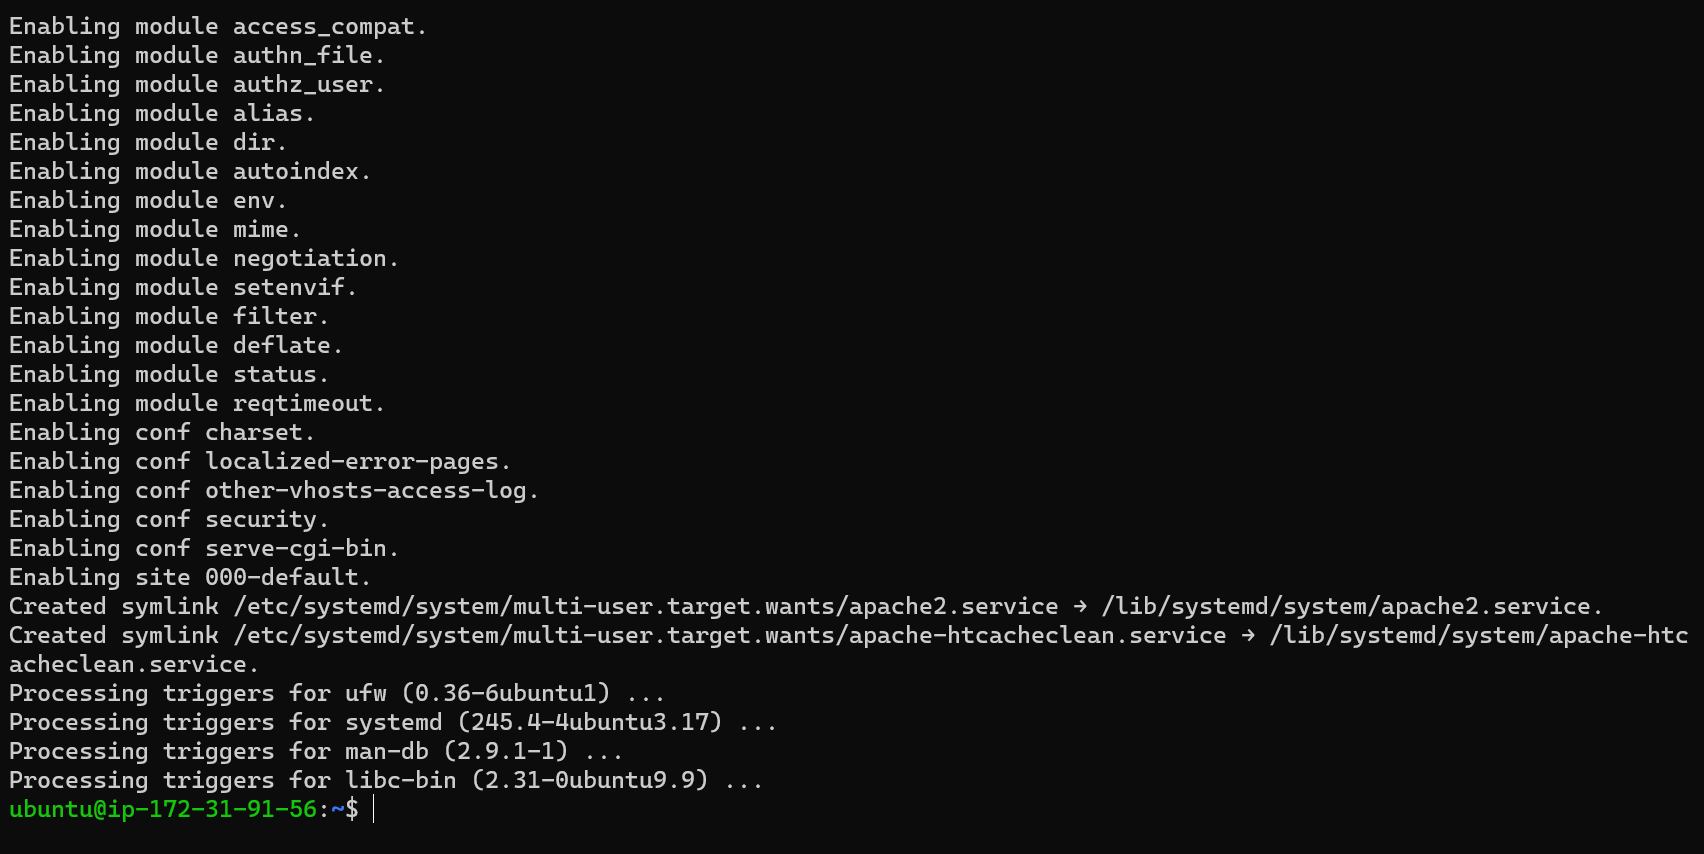 Enabling module access_compat.
Enabling module authn_file.
Enabling module authz_user.
Enabling module alias.
Enabling module dir.
Enabling module autoindex.
Enabling module env.
Enabling module mime.
Enabling module negotiation.
Enabling module setenvif.
Enabling module filter.
Enabling module deflate.
Enabling module status.
Enabling module reqtimeout.
Enabling conf charset.
Enabling conf localized-error-pages.
Enabling conf other-vhosts-access-log.
Enabling conf security.
Enabling conf serve-cgi-bin.
Enabling site 000-default.
Created symlink /etc/systemd/system/multi-user.target.wants/apache2.service → /lib/systemd/system/apache2.service.
Created symlink /etc/systemd/system/multi-user.target.wants/apache-htcacheclean.service → /lib/systemd/system/apache-htc
acheclean.service.
Processing triggers for ufw (0.36-6ubuntu1) ...
Processing triggers for systemd (245.4-4ubuntu3.17) ...
Processing triggers for man-db (2.9.1-1) ...
Processing triggers for libc-bin (2.31-0ubuntu9.9) ...
ubuntu@ip-172-31-91-56:~$